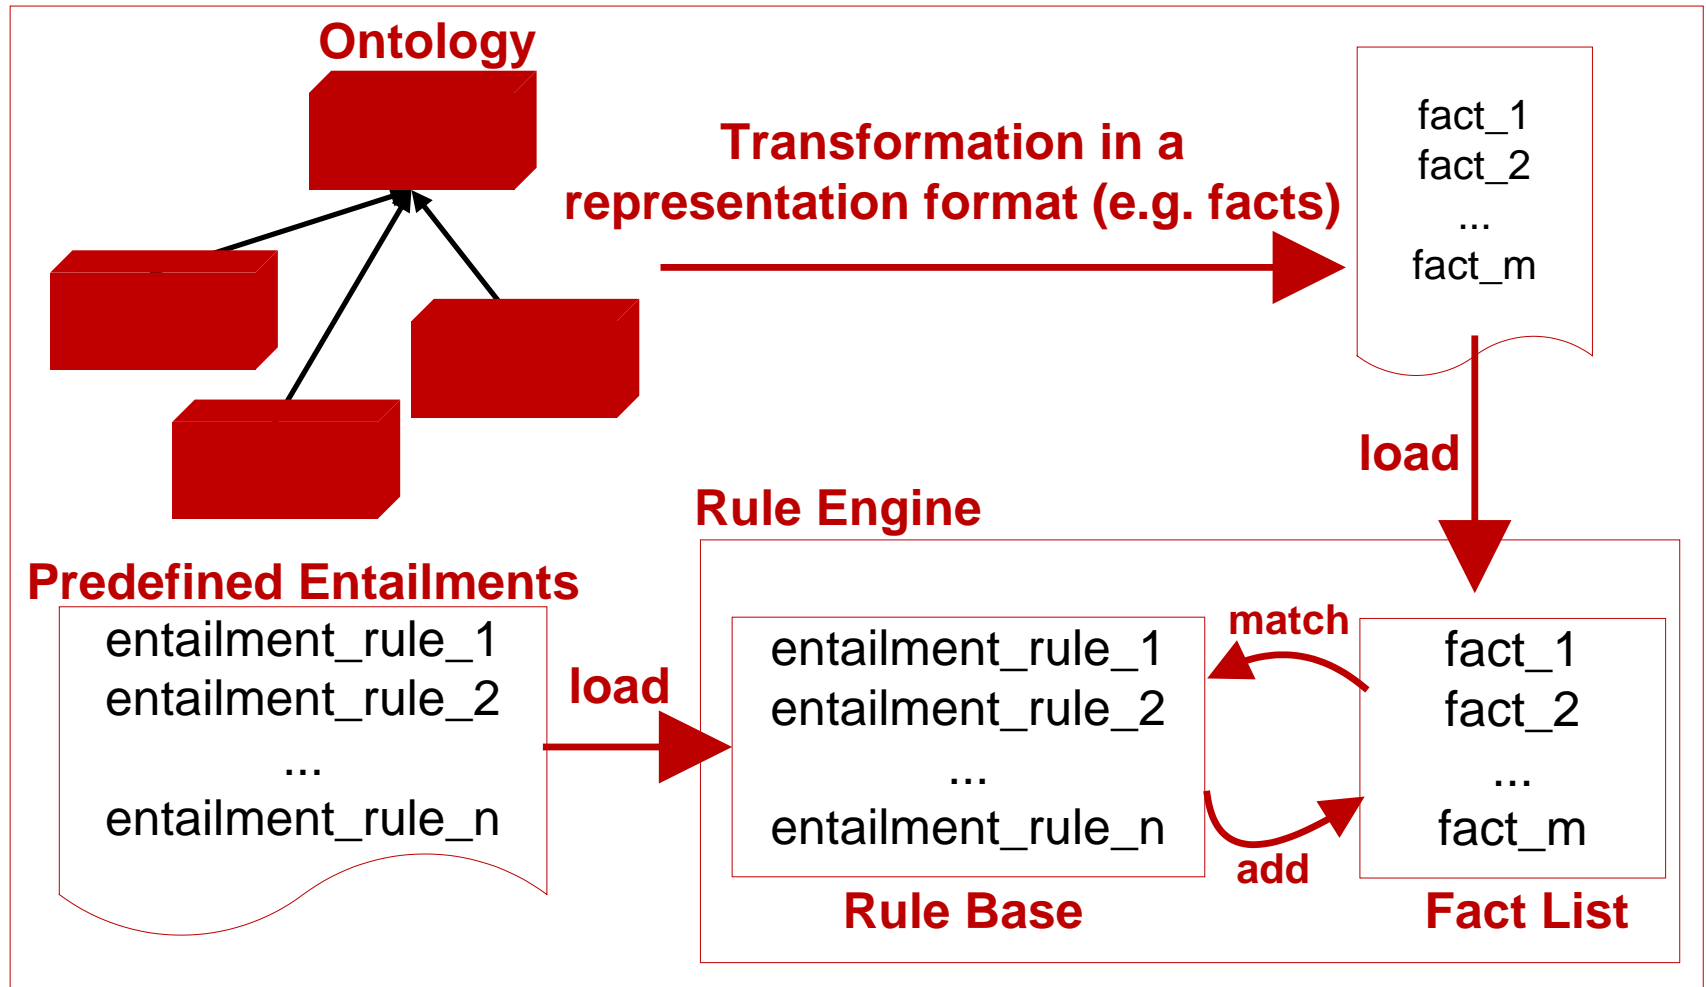 Ontology
Transformation in a
representation format (e.g. facts)
fact_1
fact_2
...
fact_m
load
Rule Engine
Predefined Entailments
entailment_rule_1
entailment_rule_2
...
entailment_rule_n
load
entailment_rule_1
entailment_rule_2
...
entailment_rule_n
Rule Base
match
add
fact_1
fact_2
...
fact_m
Fact List